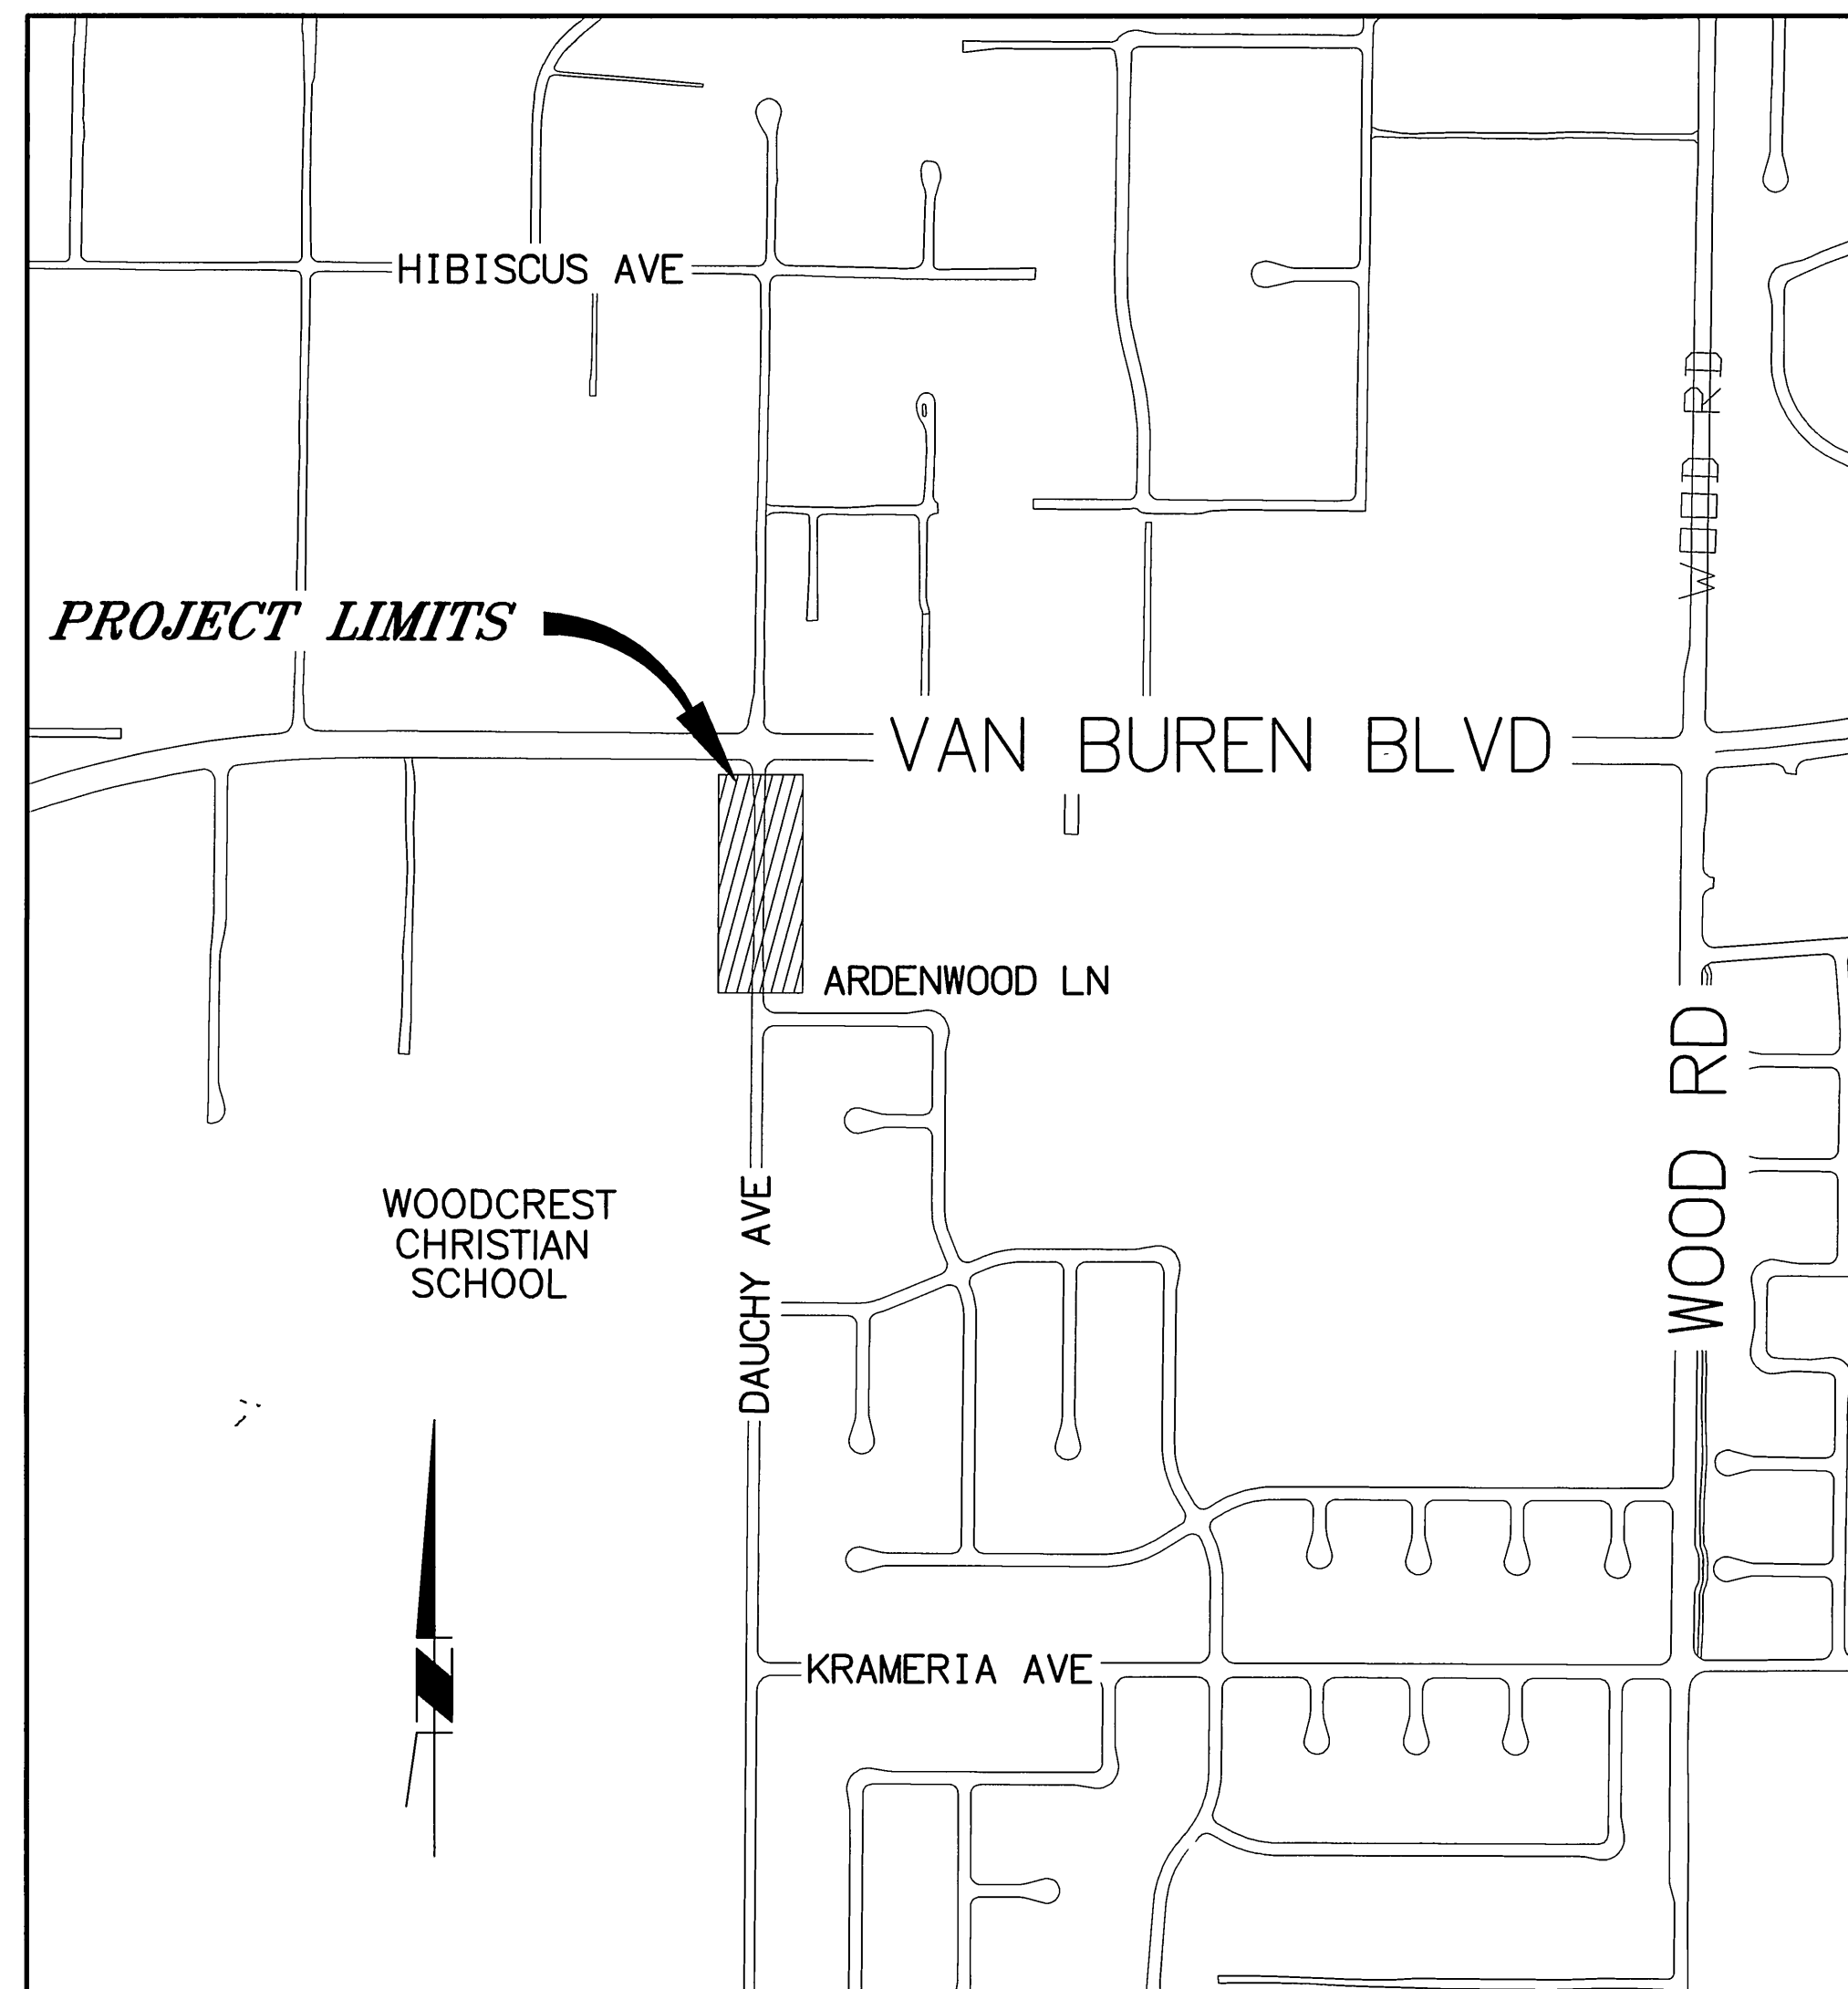 HIBISCUS AVE
WOOD RD
PROJECT LIMITS
VAN BUREN BLVD
ARDENWOOD LN
WOOD RD
WOODCREST
CHRISTIAN
SCHOOL
DAUCHY AVE
KRAMERIA AVE
N